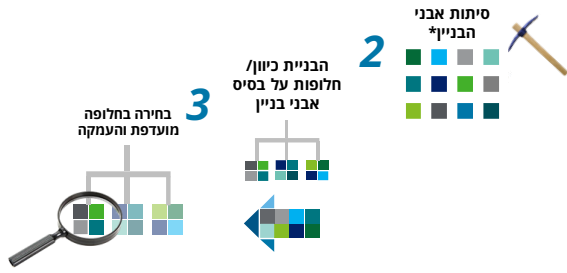 סיתות אבני
הבניין*
2
הבניית כיוון/
חלופות על בסיס
אבני בניין
3
בחירה בחלופה
מועדפת והעמקה